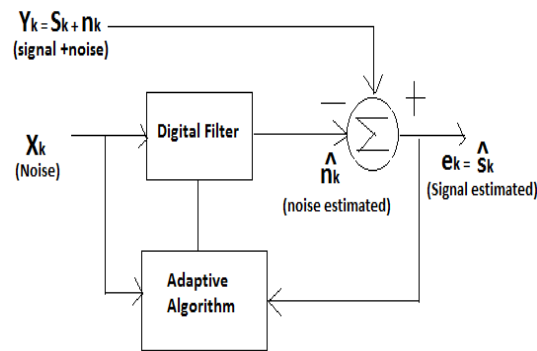 Yk = Sk + nk
(signal +noise)
Digital Filter
− +
Σ
Xk
(Noise)
n̂k
(noise estimated)
ek = ŝk
(Signal estimated)
Adaptive
Algorithm